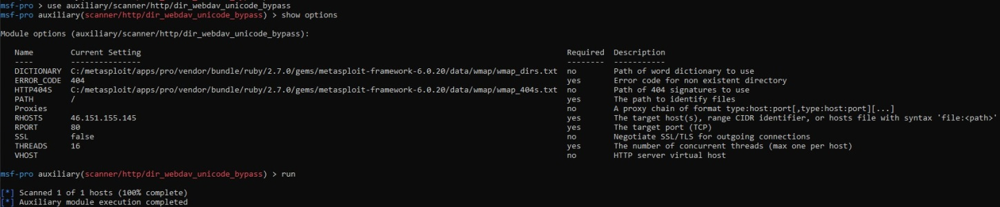 msf-pro > use auxiliary/scanner/http/dir_webdav_unicode_bypass
msf-pro auxiliary(scanner/http/dir_webdav_unicode_bypass) > show options
Module options (auxiliary/scanner/http/dir_webdav_unicode_bypass):
Name Current Setting Required Description
---- --------------- -------- -----------
DICTIONARY C:/metasploit/apps/pro/vendor/bundle/ruby/2.7.0/gems/metasploit-framework-6.0.20/data/wmap/wmap_dirs.txt no Path of word dictionary to use
ERROR_CODE 404 yes Error code for non existent directory
HTTP404S C:/metasploit/apps/pro/vendor/bundle/ruby/2.7.0/gems/metasploit-framework-6.0.20/data/wmap/wmap_404s.txt no Path of 404 signatures to use
PATH / yes The path to identify files
Proxies no A proxy chain of format type:host:port[,type:host:port][...]
RHOSTS 46.151.155.145 yes The target host(s), range CIDR identifier, or hosts file with syntax 'file:<path>'
RPORT 80 yes The target port (TCP)
SSL false no Negotiate SSL/TLS for outgoing connections
THREADS 16 yes The number of concurrent threads (max one per host)
VHOST no HTTP server virtual host
msf-pro auxiliary(scanner/http/dir_webdav_unicode_bypass) > run
[*] Scanned 1 of 1 hosts (100% complete)
[*] Auxiliary module execution completed